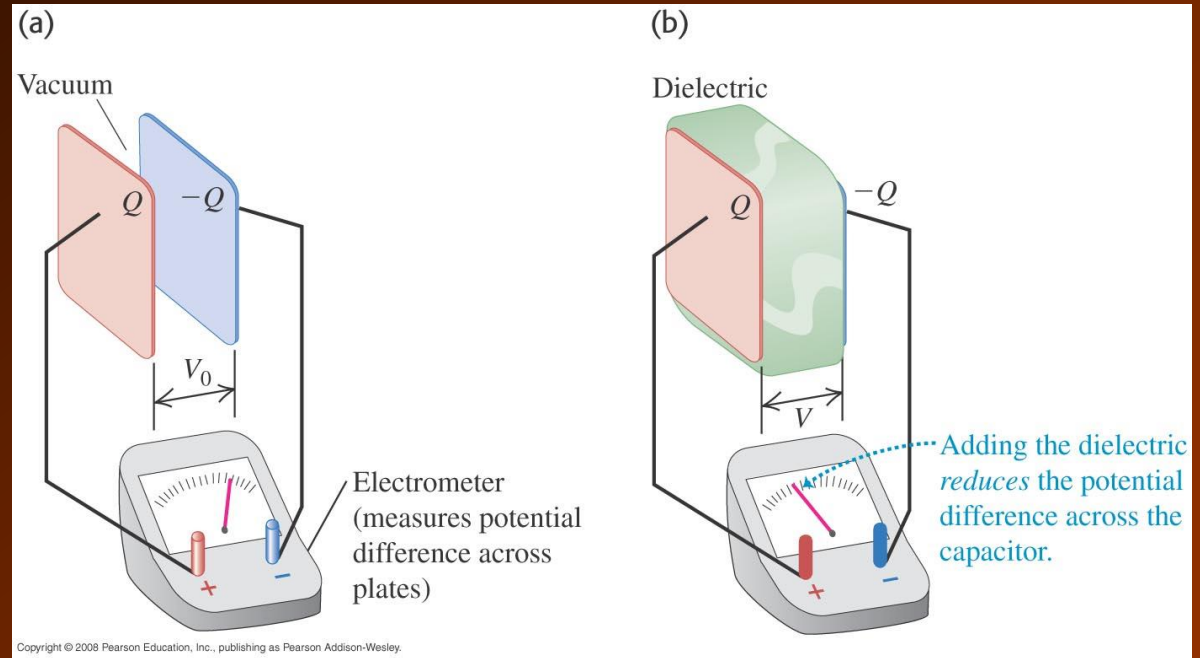 (a)
Vacuum
Q
−Q
V0
Electrometer
(measures potential
difference across
plates)
+
−
(b)
Dielectric
Q
−Q
V
Adding the dielectric
reduces the potential
difference across the
capacitor.
+
−
Copyright © 2008 Pearson Education, Inc., publishing as Pearson Addison-Wesley.